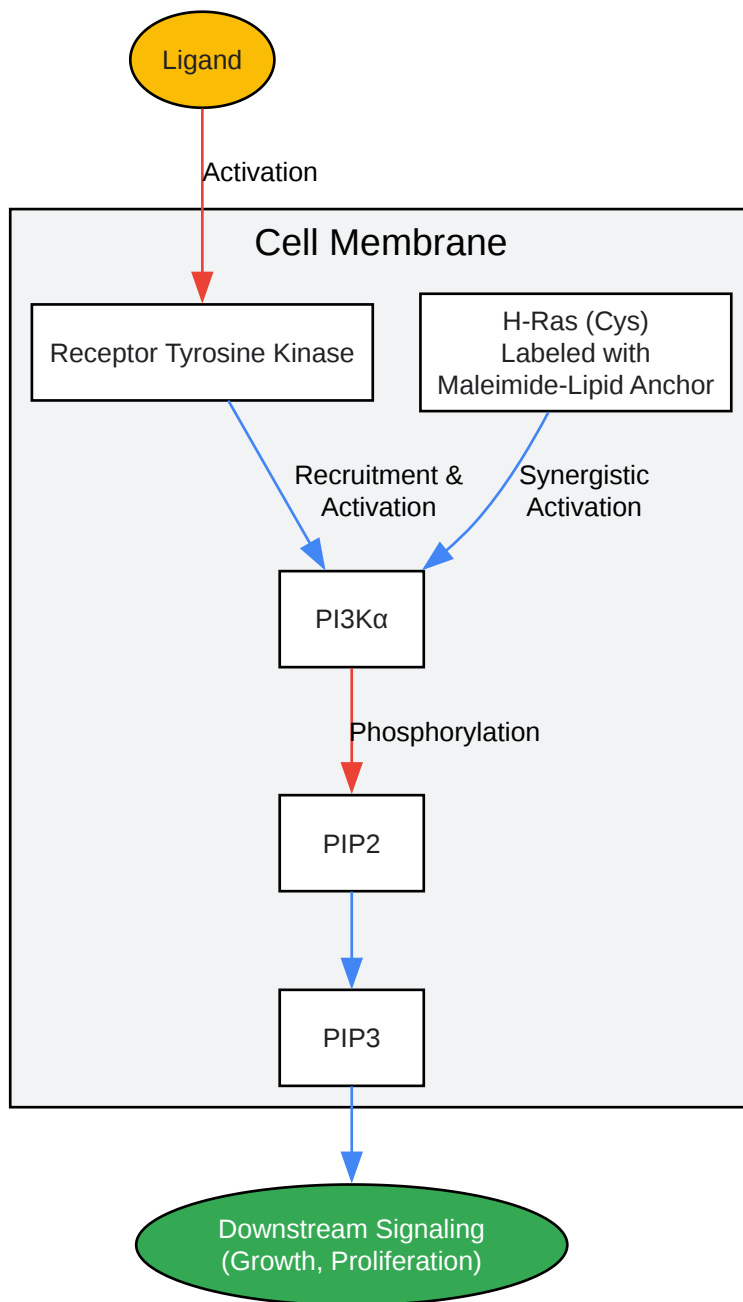 Ligand
Activation
Cell Membrane
Receptor Tyrosine Kinase
H-Ras (Cys)
Labeled with
Maleimide-Lipid Anchor
Recruitment &
Activation
Synergistic
Activation
PI3Kα
Phosphorylation
PIP2
PIP3
Downstream Signaling
(Growth, Proliferation)